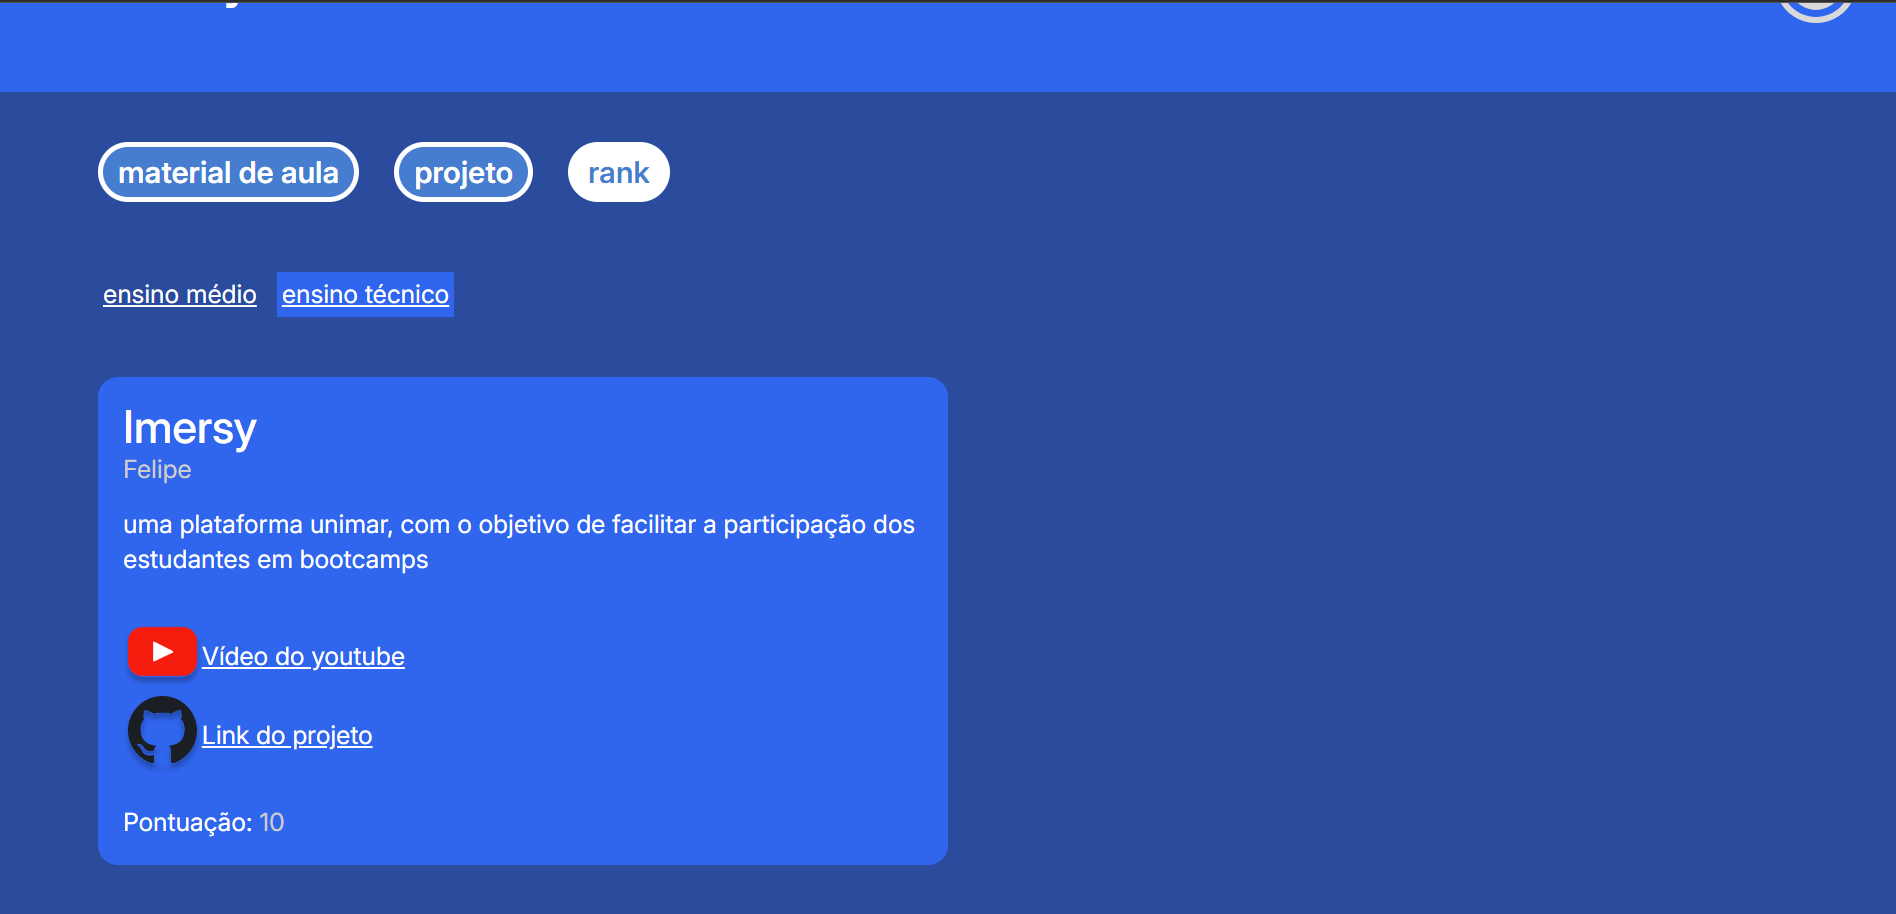 material de aula projeto rank
ensino médio ensino técnico
Imersy
Felipe
uma plataforma unimar, com o objetivo de facilitar a participação dos
estudantes em bootcamps
Vídeo do youtube
Link do projeto
Pontuação: 10